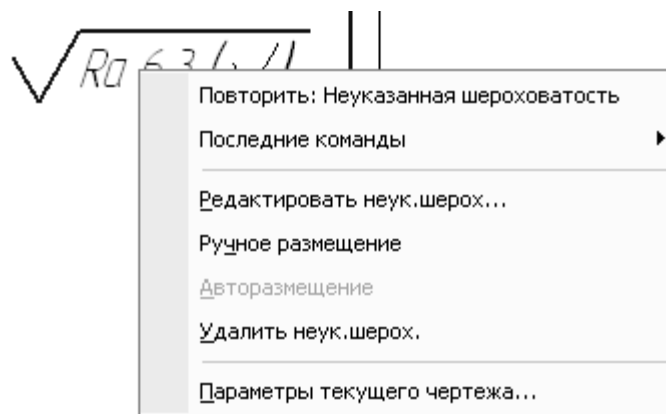 Ra 6,3 (√)
Повторить: Неуказанная шероховатость
Последние команды
Редактировать неук.шерох...
Ручное размещение
Авторазмещение
Удалить неук.шерох.
Параметры текущего чертежа...